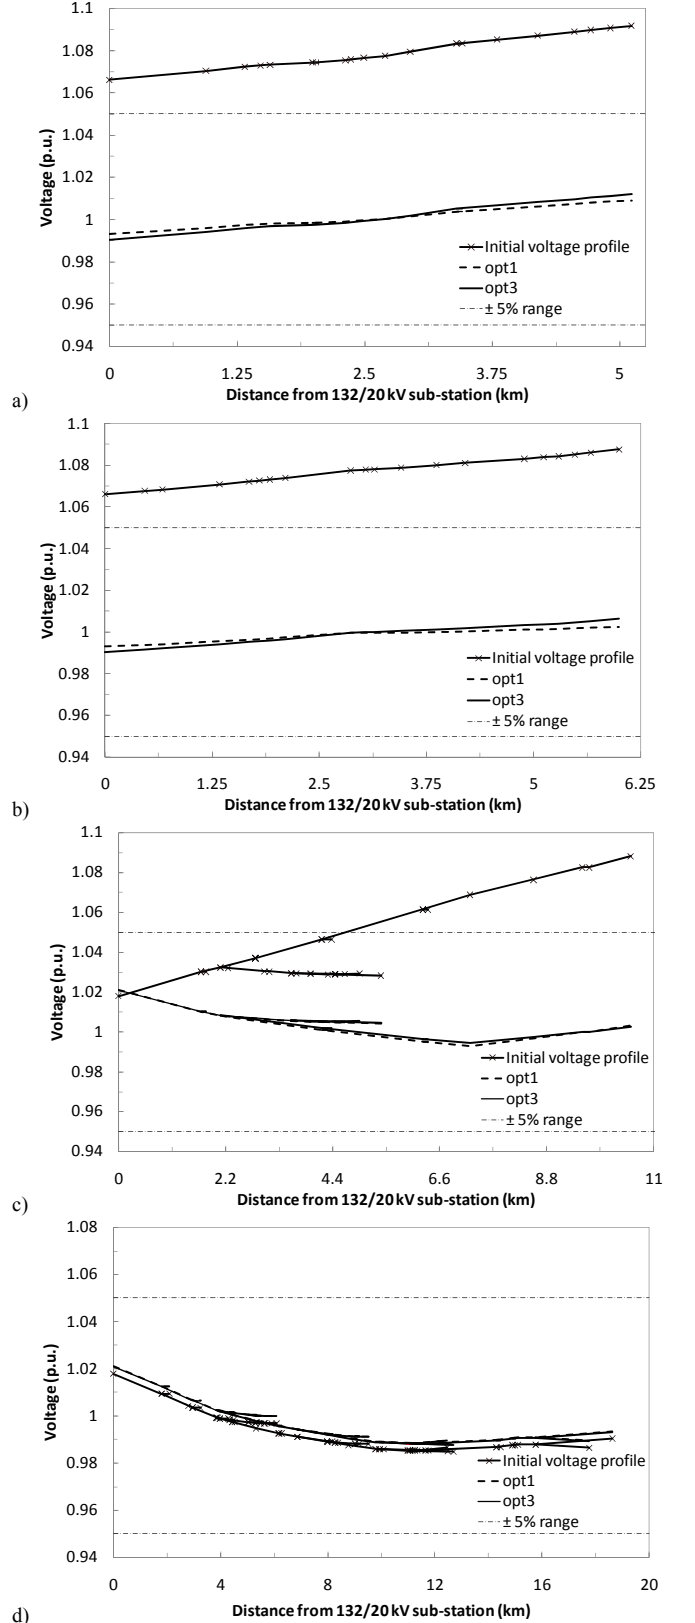 1.1
1.08
1.06
1.04
1.02
1
0.98
0.96
0.94
Voltage (p.u.)
Initial voltage profile
opt1
opt3
± 5% range
0 1.25 2.5 3.75 5
Distance from 132/20 kV sub-station (km)
a)
1.1
1.08
1.06
1.04
1.02
1
0.98
0.96
0.94
Voltage (p.u.)
Initial voltage profile
opt1
opt3
± 5% range
0 1.25 2.5 3.75 5 6.25
Distance from 132/20 kV sub-station (km)
b)
1.1
1.08
1.06
1.04
1.02
1
0.98
0.96
0.94
Voltage (p.u.)
Initial voltage profile
opt1
opt3
± 5% range
0 2.2 4.4 6.6 8.8 11
Distance from 132/20 kV sub-station (km)
c)
1.08
1.06
1.04
1.02
1
0.98
0.96
0.94
Voltage (p.u.)
Initial voltage profile
opt1
opt3
± 5% range
0 4 8 12 16 20
Distance from 132/20 kV sub-station (km)
d)